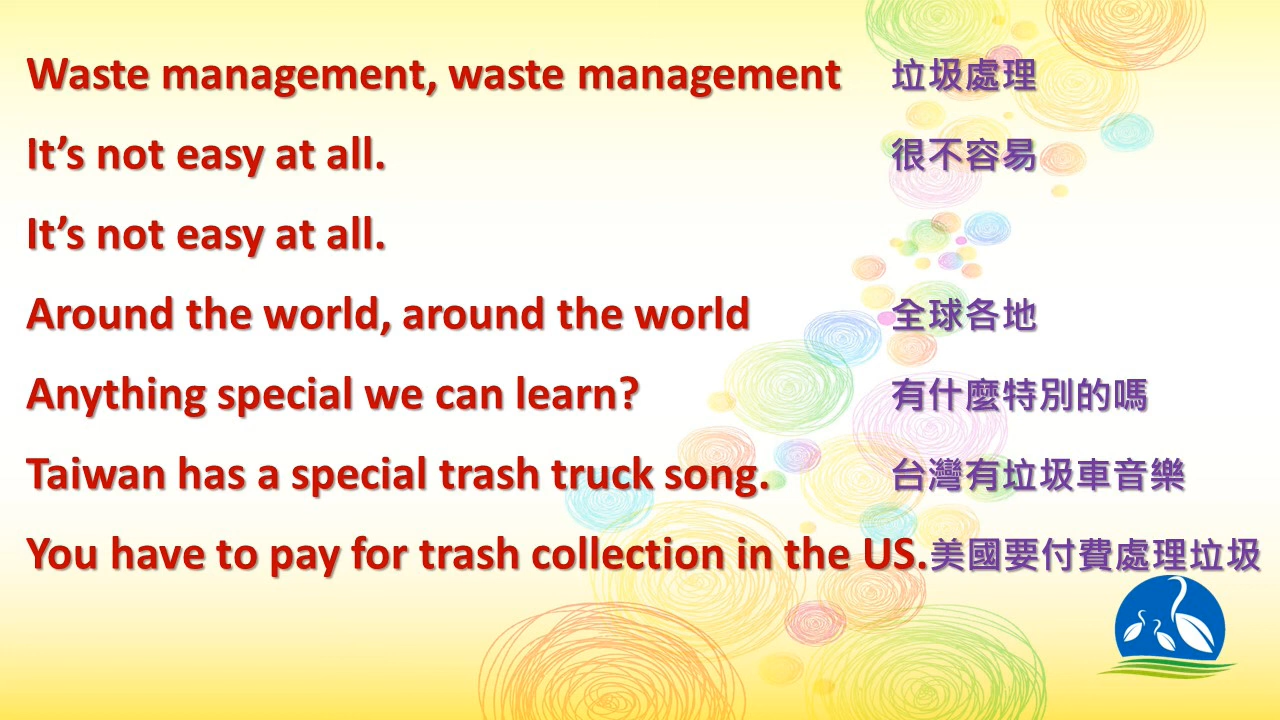 Waste management, waste management 垃圾處理
It’s not easy at all. 很不容易
It’s not easy at all.
Around the world, around the world 全球各地
Anything special we can learn? 有什麼特別的嗎
Taiwan has a special trash truck song. 台灣有垃圾車音樂
You have to pay for trash collection in the US.美國要付費處理垃圾